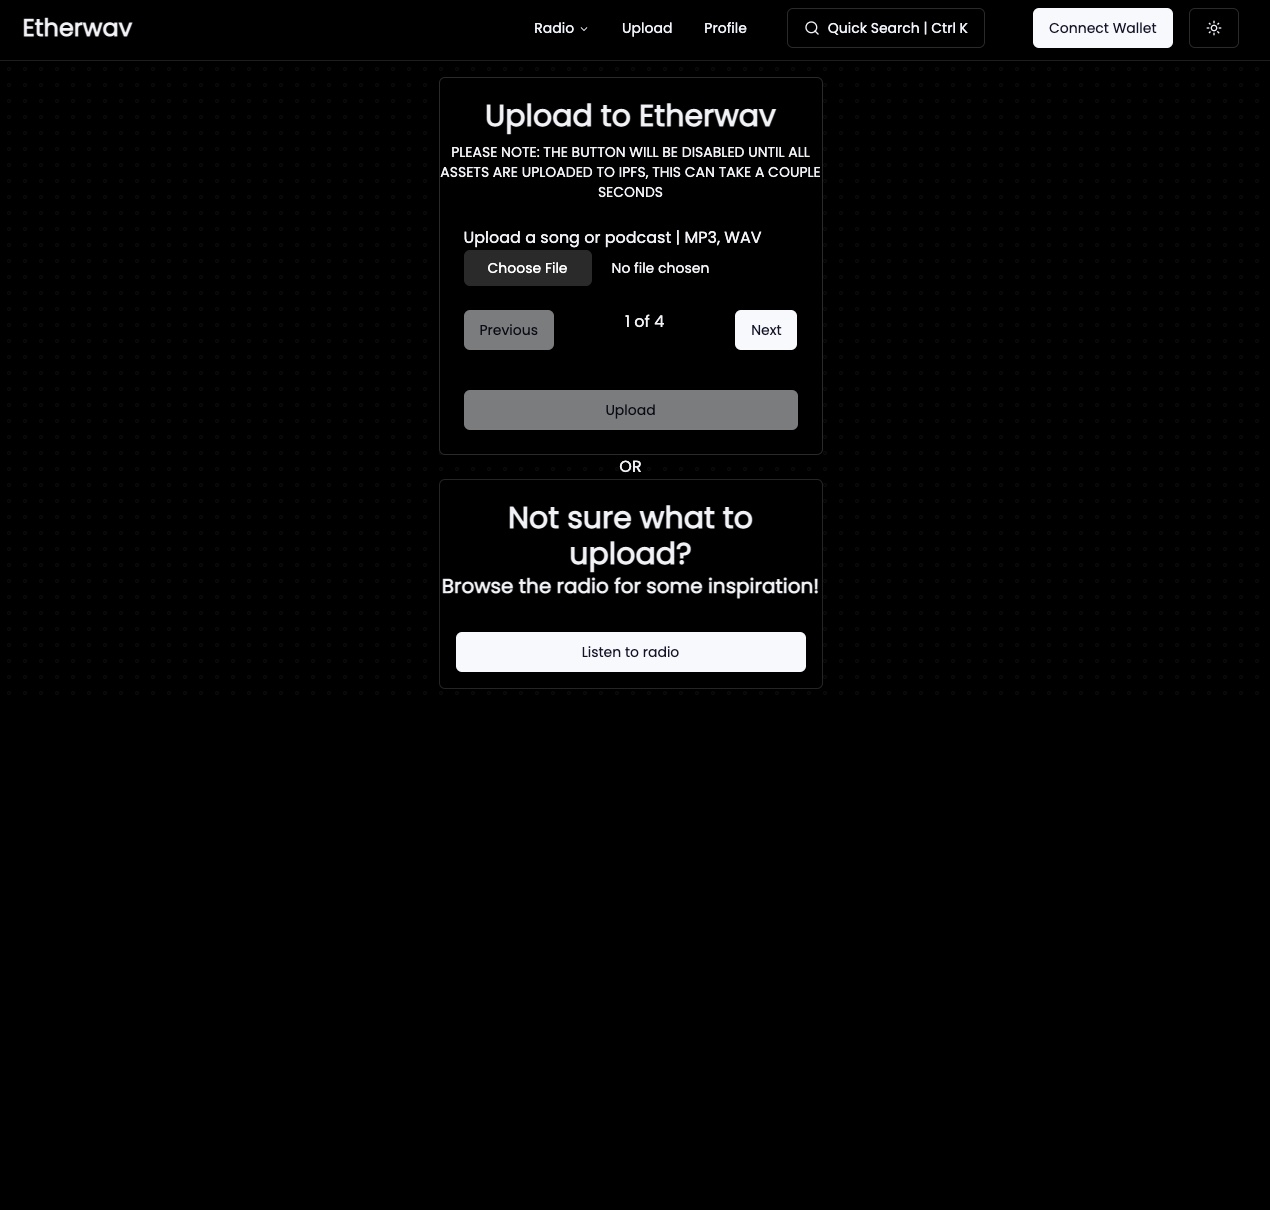 Etherwav
Radio
Upload
Profile
Quick Search | Ctrl K
Connect Wallet
Upload to Etherwav
PLEASE NOTE: THE BUTTON WILL BE DISABLED UNTIL ALL
ASSETS ARE UPLOADED TO IPFS, THIS CAN TAKE A COUPLE
SECONDS
Upload a song or podcast | MP3, WAV
Choose File
No file chosen
Previous
1 of 4
Next
Upload
OR
Not sure what to
upload?
Browse the radio for some inspiration!
Listen to radio